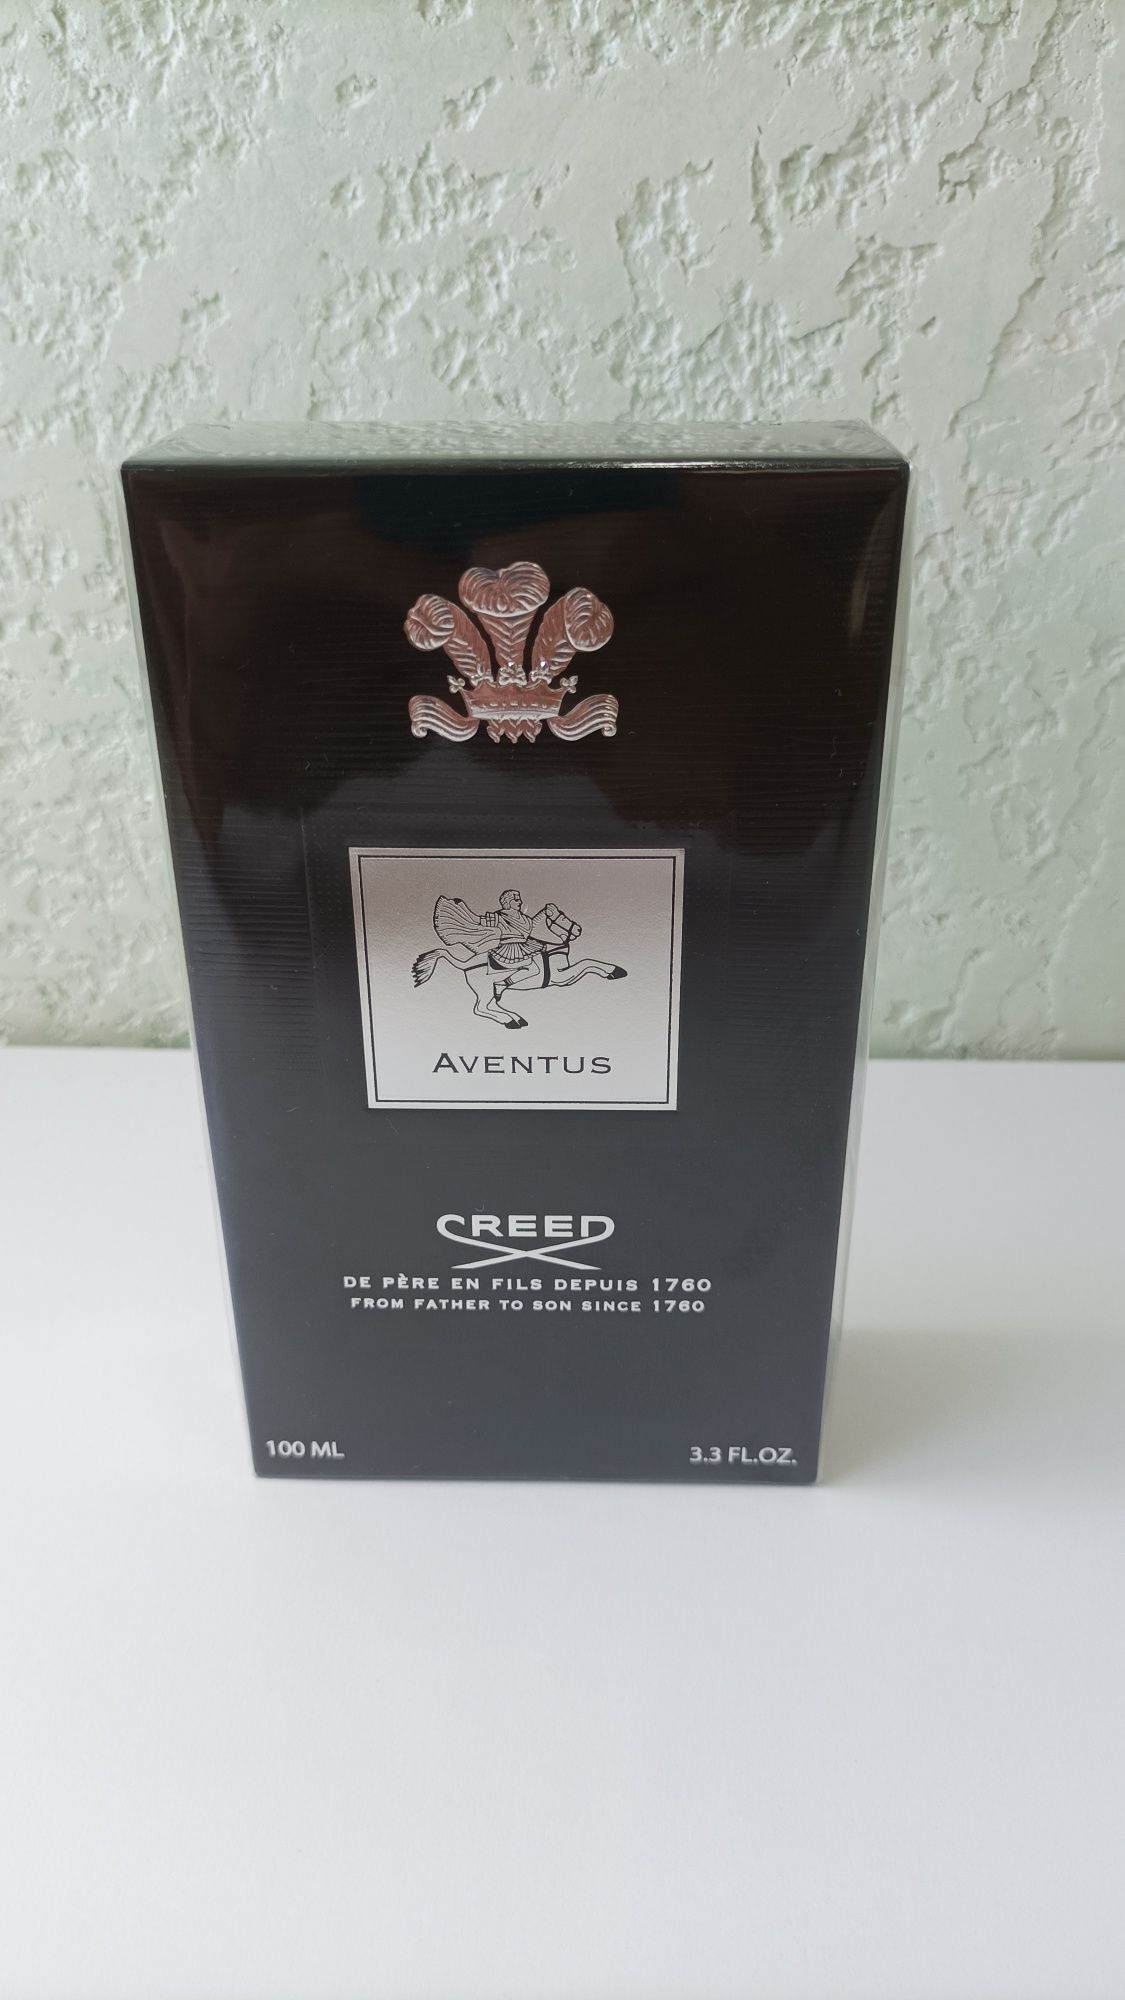 AVENTUS
CREED
DE PÈRE EN FILS DEPUIS 1760
FROM FATHER TO SON SINCE 1760
100 ML
3.3 FL.OZ.